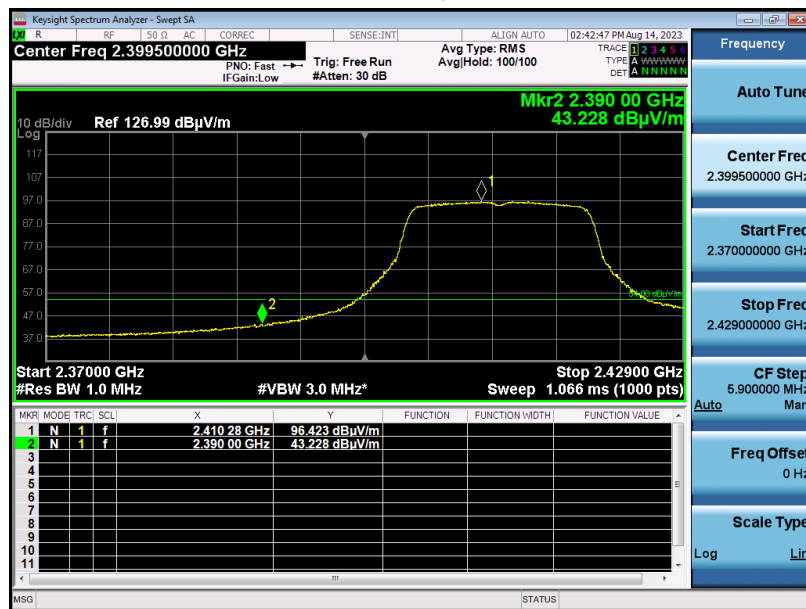 Keysight Spectrum Analyzer - Swept SA
R RF 50 Ω AC CORREC SENSE:INT ALIGN AUTO 02:42:47 PM Aug 14, 2023
Center Freq 2.399500000 GHz
PNO: Fast
IFGain:Low
Trig: Free Run
#Atten: 30 dB
Avg Type: RMS
Avg|Hold: 100/100
TRACE 1 2 3 4 5 6
TYPE A WWWWW
DET A N N N N N
Mkr2 2.390 00 GHz
43.228 dBµV/m
10 dB/div Ref 126.99 dBµV/m
Log
117
107
97.0
87.0
77.0
67.0
57.0
47.0
37.0
1
2
Start 2.37000 GHz Stop 2.42900 GHz
#Res BW 1.0 MHz #VBW 3.0 MHz* Sweep 1.066 ms (1000 pts)
MKR MODE TRC SCL X Y FUNCTION FUNCTION WIDTH FUNCTION VALUE
1 N 1 f 2.410 28 GHz 96.423 dBµV/m
2 N 1 f 2.390 00 GHz 43.228 dBµV/m
3
4
5
6
7
8
9
10
11
MSG STATUS
Frequency
Auto Tune
Center Freq
2.399500000 GHz
Start Freq
2.370000000 GHz
Stop Freq
2.429000000 GHz
CF Step
5.900000 MHz
Auto Man
Freq Offset
0 Hz
Scale Type
Log Lin